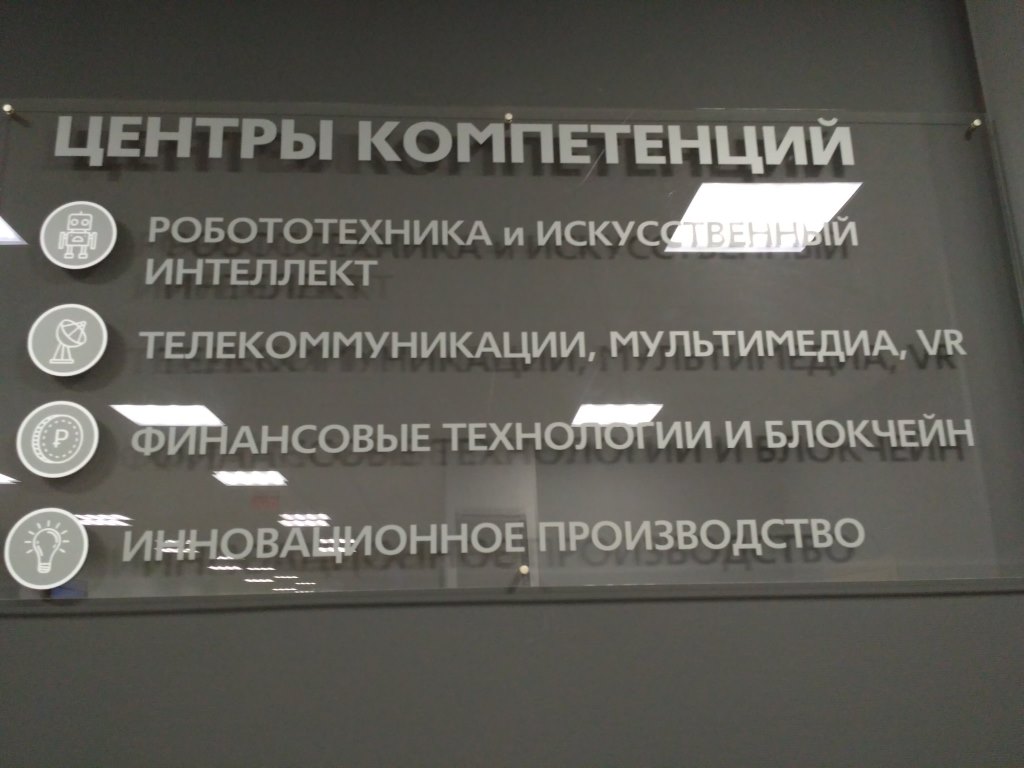 ЦЕНТРЫ КОМПЕТЕНЦИЙ
РОБОТОТЕХНИКА и ИСКУССТВЕННЫЙ
ИНТЕЛЛЕКТ
ТЕЛЕКОММУНИКАЦИИ, МУЛЬТИМЕДИА, VR
₽
ФИНАНСОВЫЕ ТЕХНОЛОГИИ И БЛОКЧЕЙН
ИННОВАЦИОННОЕ ПРОИЗВОДСТВО